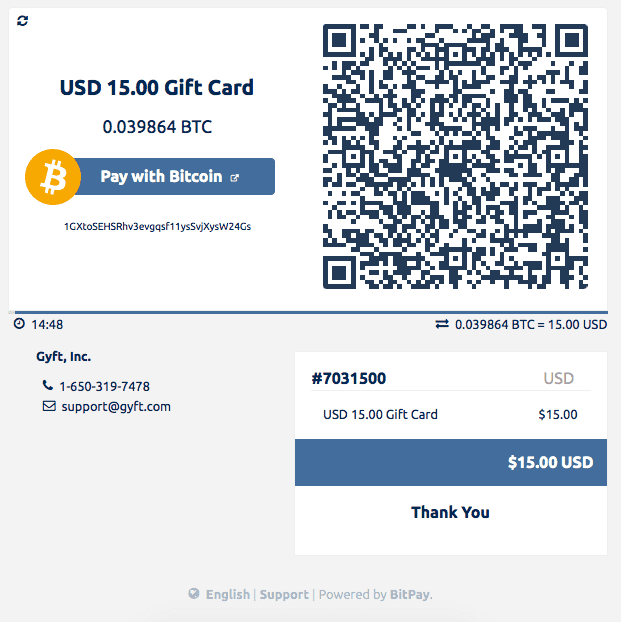 USD 15.00 Gift Card
0.039864 BTC
Pay with Bitcoin
1GXtoSEHSRhv3evgqsf11ysSvjXysW24Gs
14:48
0.039864 BTC = 15.00 USD
Gyft, Inc.
1-650-319-7478
support@gyft.com
#7031500 USD
USD 15.00 Gift Card $15.00
$15.00 USD
Thank You
English | Support | Powered by BitPay.